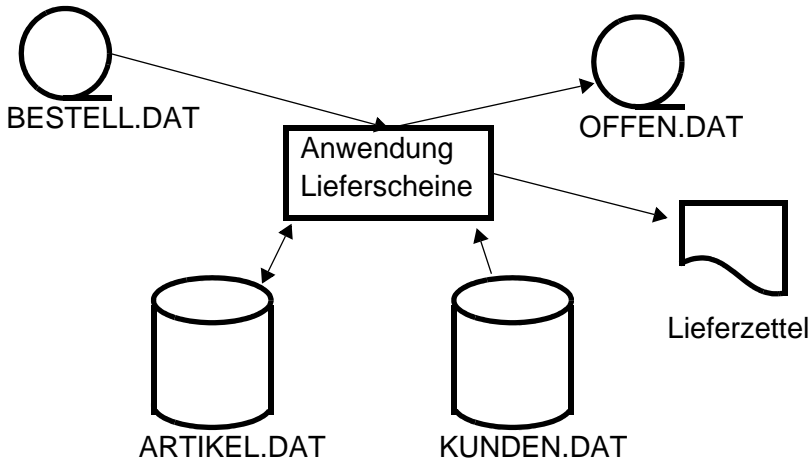 BESTELL.DAT
OFFEN.DAT
Anwendung
Lieferscheine
Lieferzettel
ARTIKEL.DAT
KUNDEN.DAT